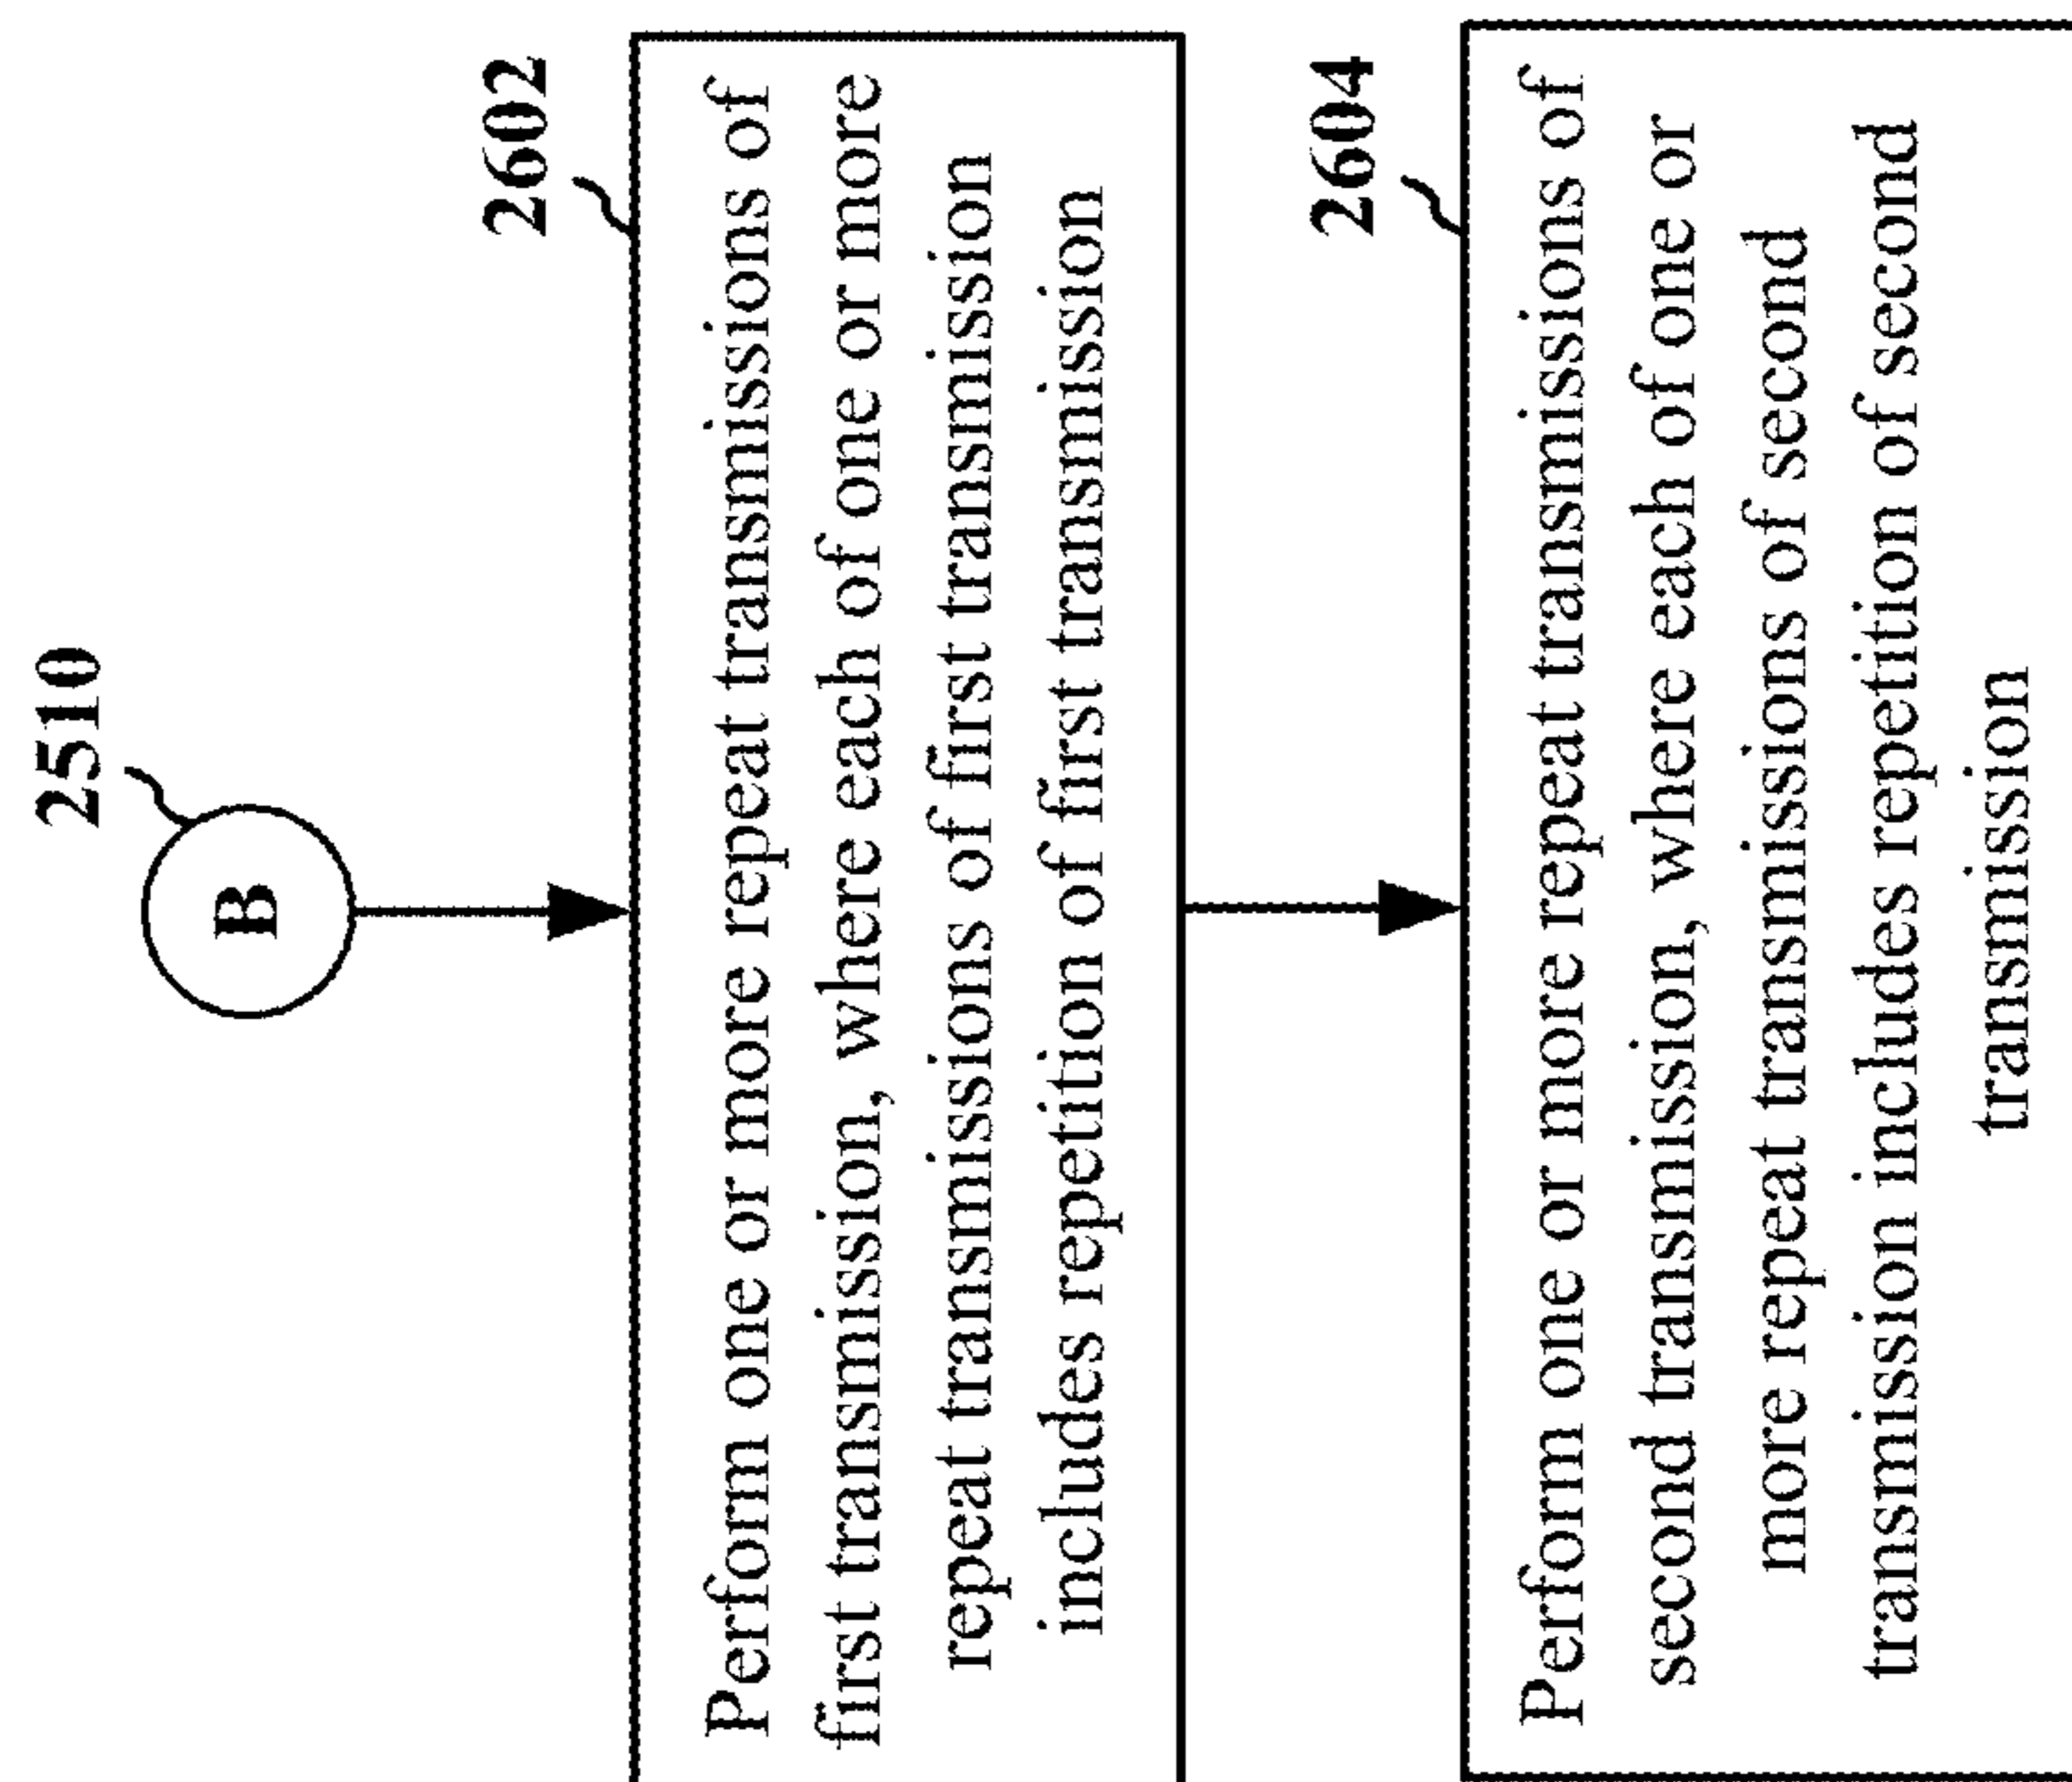 2510
B
2602
Perform one or more repeat transmissions of
first transmission, where each of one or more
repeat transmissions of first transmission
includes repetition of first transmission
2604
Perform one or more repeat transmissions of
second transmission, where each of one or
more repeat transmissions of second
transmission includes repetition of second
transmission